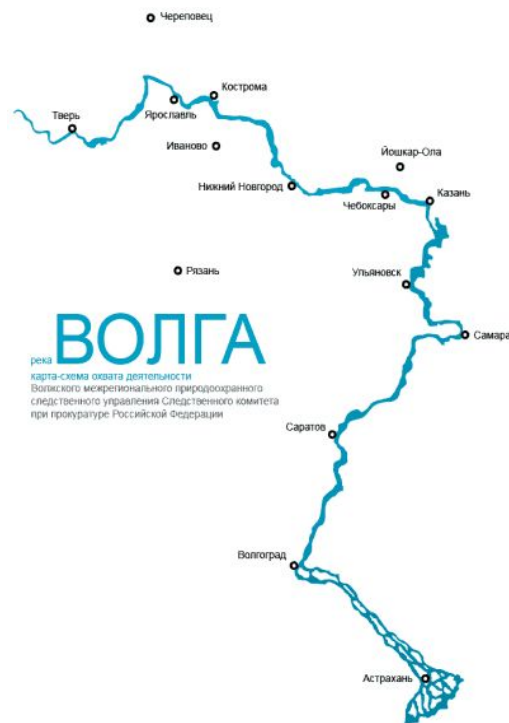 Череповец
Кострома
Тверь
Ярославль
Иваново
Йошкар-Ола
Нижний Новгород
Чебоксары
Казань
Рязань
Ульяновск
река ВОЛГА
Самара
карта-схема охвата деятельности
Волжского межрегионального природоохранного
следственного управления Следственного комитета
при прокуратуре Российской Федерации
Саратов
Волгоград
Астрахань